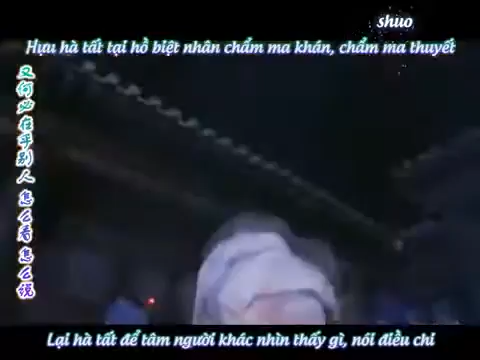 shuo
Hựu hà tất tại hồ biệt nhân chẩm ma khán, chẩm ma thuyết
又何必在乎别人怎么看怎么说
Lại hà tất để tâm người khác nhìn thấy gì, nói điều chi